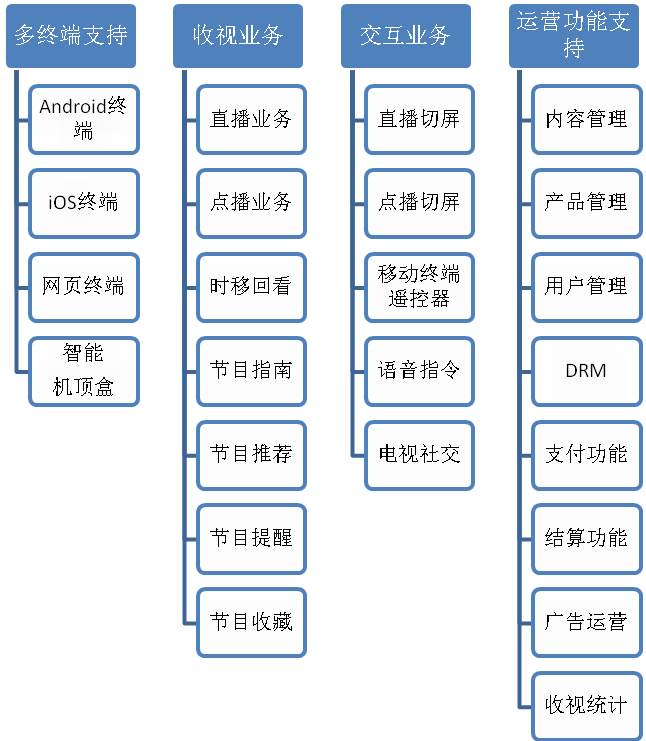 多终端支持
Android终
端
iOS终端
网页终端
智能
机顶盒
收视业务
直播业务
点播业务
时移回看
节目指南
节目推荐
节目提醒
节目收藏
交互业务
直播切屏
点播切屏
移动终端
遥控器
语音指令
电视社交
运营功能支
持
内容管理
产品管理
用户管理
DRM
支付功能
结算功能
广告运营
收视统计